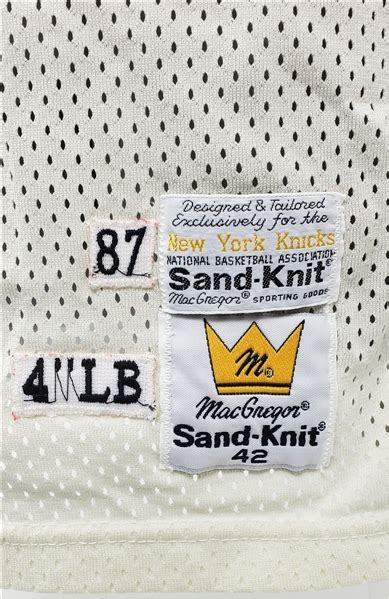 Designed & Tailored
Exclusively for the
New York Knicks
NATIONAL BASKETBALL ASSOCIATION
Sand-Knit®
MacGregor® SPORTING GOODS
87
M®
4"LB
MacGregor®
Sand-Knit®
42